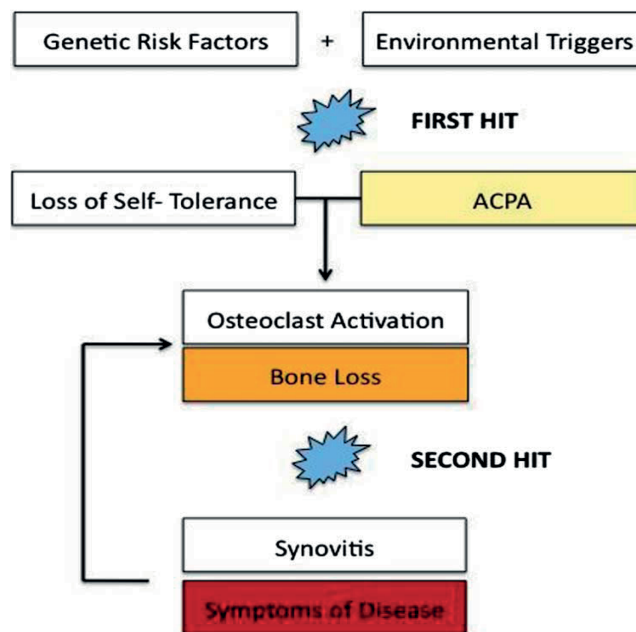 Genetic Risk Factors + Environmental Triggers
FIRST HIT
Loss of Self- Tolerance ACPA
Osteoclast Activation
Bone Loss
SECOND HIT
Synovitis
Symptoms of Disease